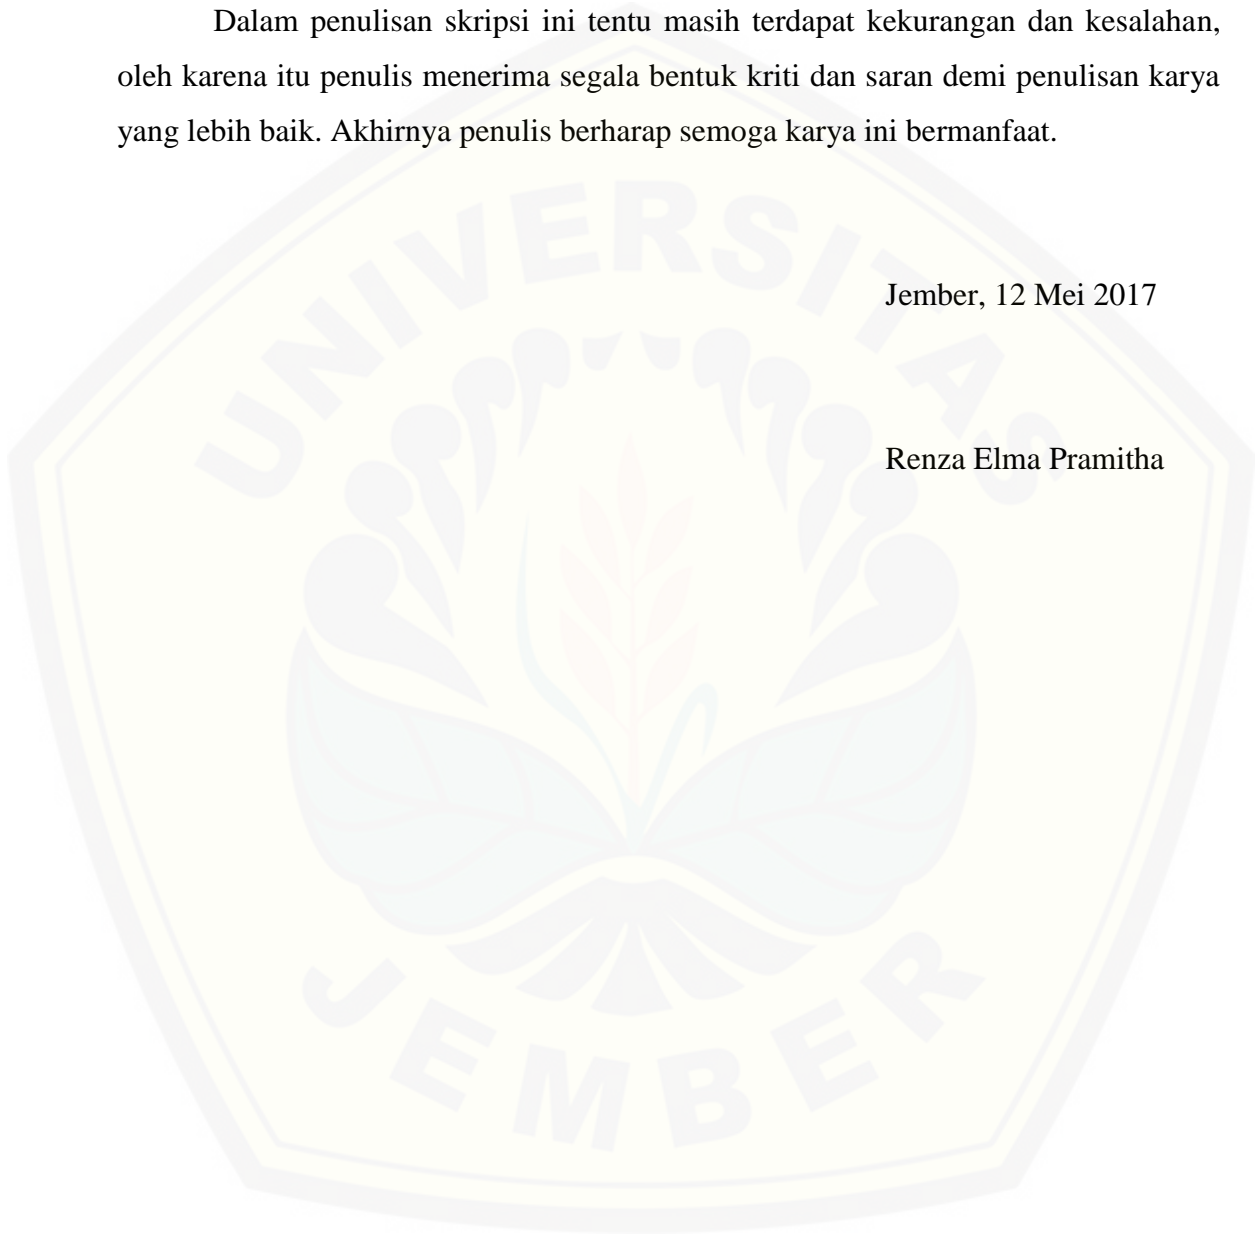 Dalam penulisan skripsi ini tentu masih terdapat kekurangan dan kesalahan,
oleh karena itu penulis menerima segala bentuk kriti dan saran demi penulisan karya
yang lebih baik. Akhirnya penulis berharap semoga karya ini bermanfaat.
UNIVERSITAS
Jember, 12 Mei 2017
Renza Elma Pramitha
JEMBER